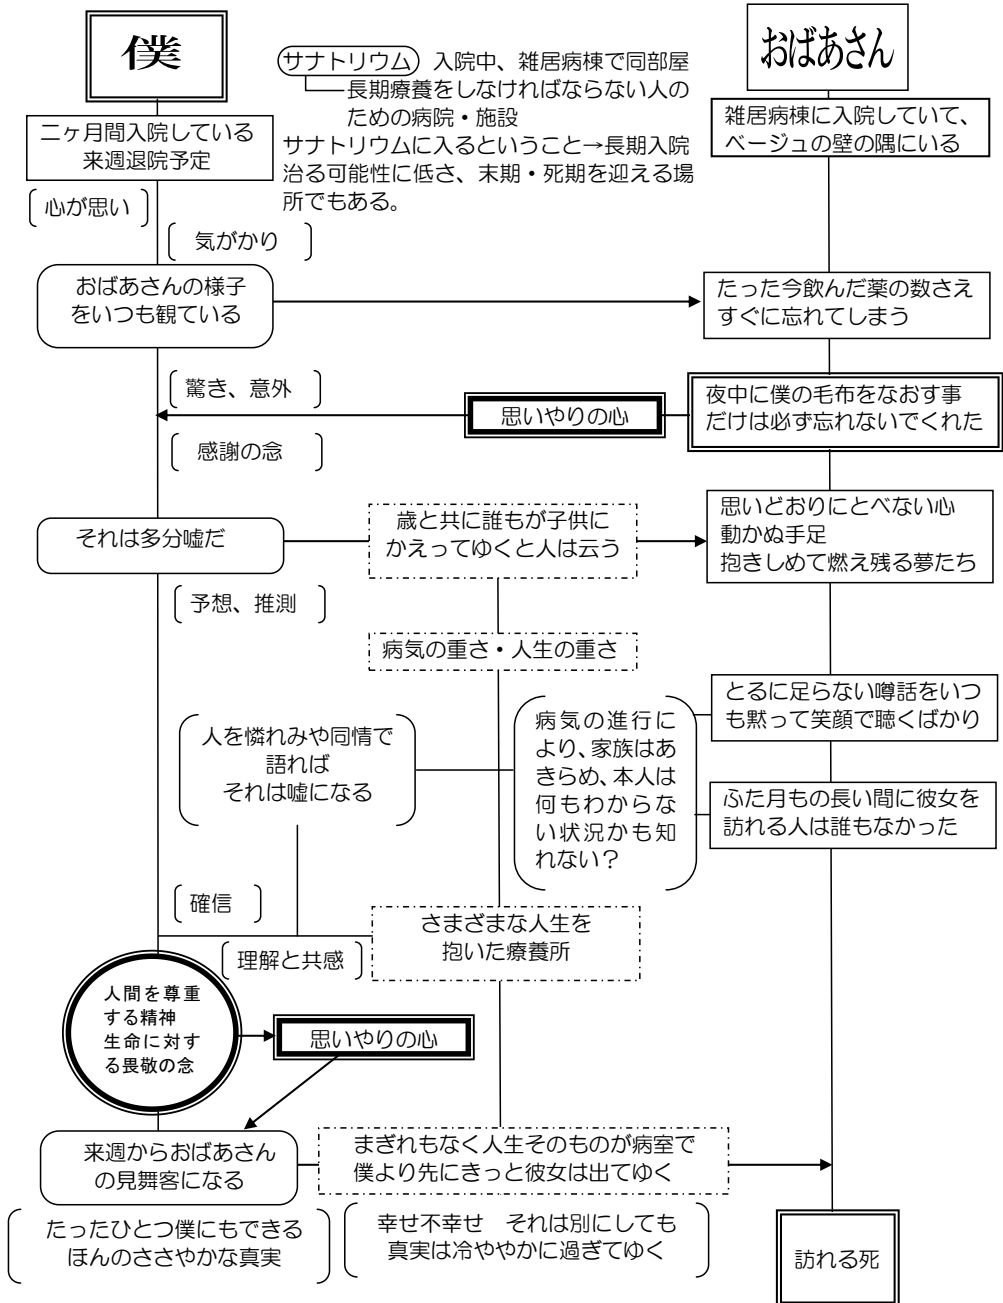 僕
おばあさん
サナトリウム 入院中、雑居病棟で同部屋
長期療養をしなければならない人の
ための病院・施設
サナトリウムに入るということ→長期入院
治る可能性に低さ、末期・死期を迎える場
所でもある。
二ヶ月間入院している
来週退院予定
雑居病棟に入院していて、
ベージュの壁の隅にいる
心が思い
気がかり
おばあさんの様子
をいつも観ている
たった今飲んだ薬の数さえ
すぐに忘れてしまう
驚き、意外
思いやりの心
夜中に僕の毛布をなおす事
だけは必ず忘れないでくれた
感謝の念
それは多分嘘だ
歳と共に誰もが子供に
かえってゆくと人は云う
思いどおりにとべない心
動かぬ手足
抱きしめて燃え残る夢たち
予想、推測
病気の重さ・人生の重さ
とるに足らない噂話をいつ
も黙って笑顔で聴くばかり
人を憐れみや同情で
語れば
それは嘘になる
病気の進行に
より、家族はあ
きらめ、本人は
何もわからな
い状況かも知
れない？
ふた月もの長い間に彼女を
訪れる人は誰もなかった
確信
理解と共感
さまざまな人生を
抱いた療養所
人間を尊重
する精神
生命に対す
る畏敬の念
思いやりの心
来週からおばあさん
の見舞客になる
まぎれもなく人生そのものが病室で
僕より先にきっと彼女は出てゆく
たったひとつ僕にもできる
ほんのささやかな真実
幸せ不幸せ　それは別にしても
真実は冷ややかに過ぎてゆく
訪れる死